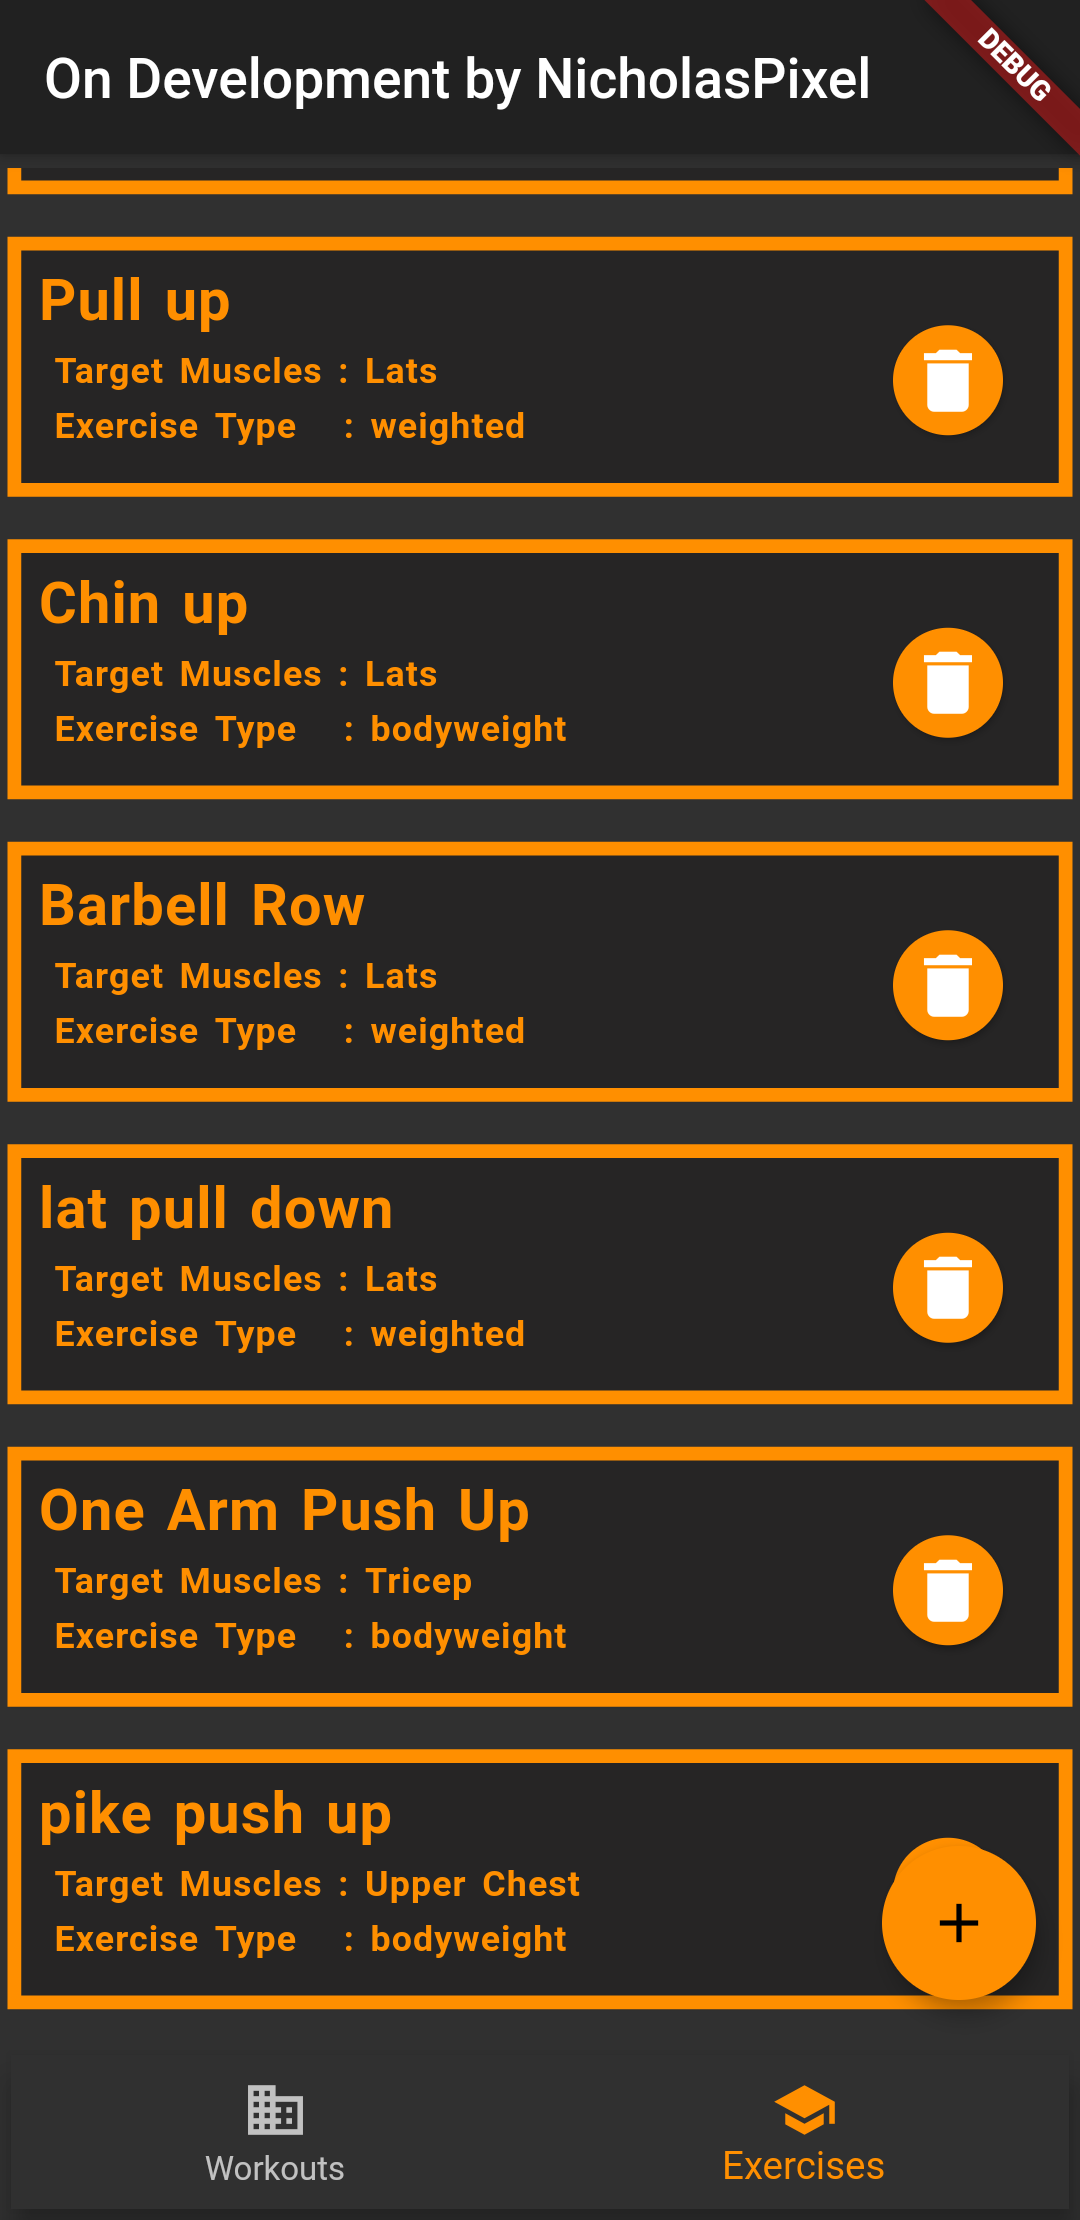 On Development by NicholasPixel
DEBUG
Pull up
Target Muscles : Lats
Exercise Type : weighted
Chin up
Target Muscles : Lats
Exercise Type : bodyweight
Barbell Row
Target Muscles : Lats
Exercise Type : weighted
lat pull down
Target Muscles : Lats
Exercise Type : weighted
One Arm Push Up
Target Muscles : Tricep
Exercise Type : bodyweight
pike push up
Target Muscles : Upper Chest
Exercise Type : bodyweight
Workouts
Exercises